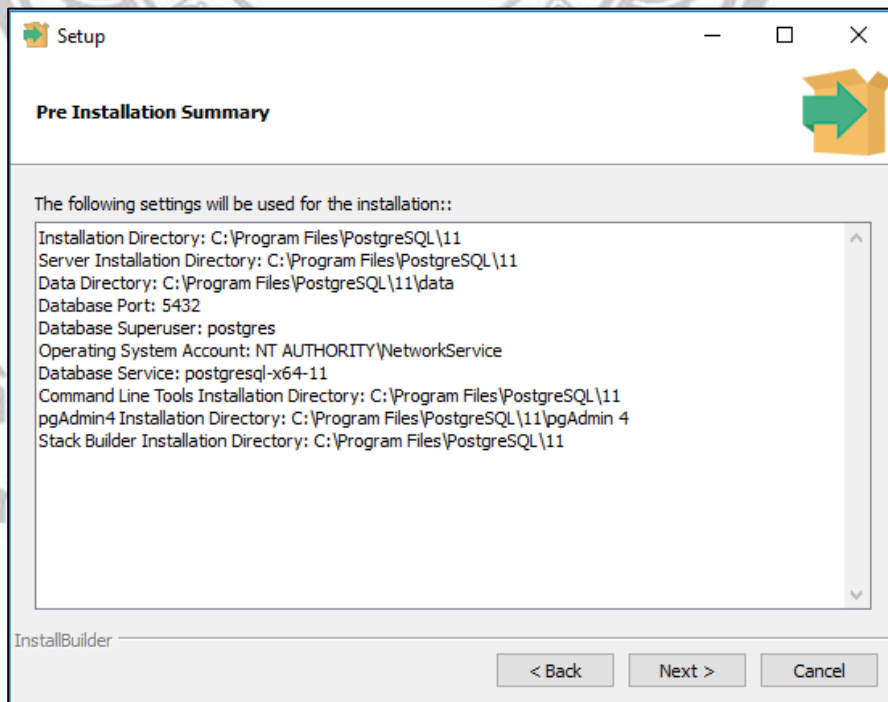 Setup
Pre Installation Summary
The following settings will be used for the installation::
Installation Directory: C:\Program Files\PostgreSQL\11
Server Installation Directory: C:\Program Files\PostgreSQL\11
Data Directory: C:\Program Files\PostgreSQL\11\data
Database Port: 5432
Database Superuser: postgres
Operating System Account: NT AUTHORITY\NetworkService
Database Service: postgresql-x64-11
Command Line Tools Installation Directory: C:\Program Files\PostgreSQL\11
pgAdmin4 Installation Directory: C:\Program Files\PostgreSQL\11\pgAdmin 4
Stack Builder Installation Directory: C:\Program Files\PostgreSQL\11
InstallBuilder
< Back Next > Cancel